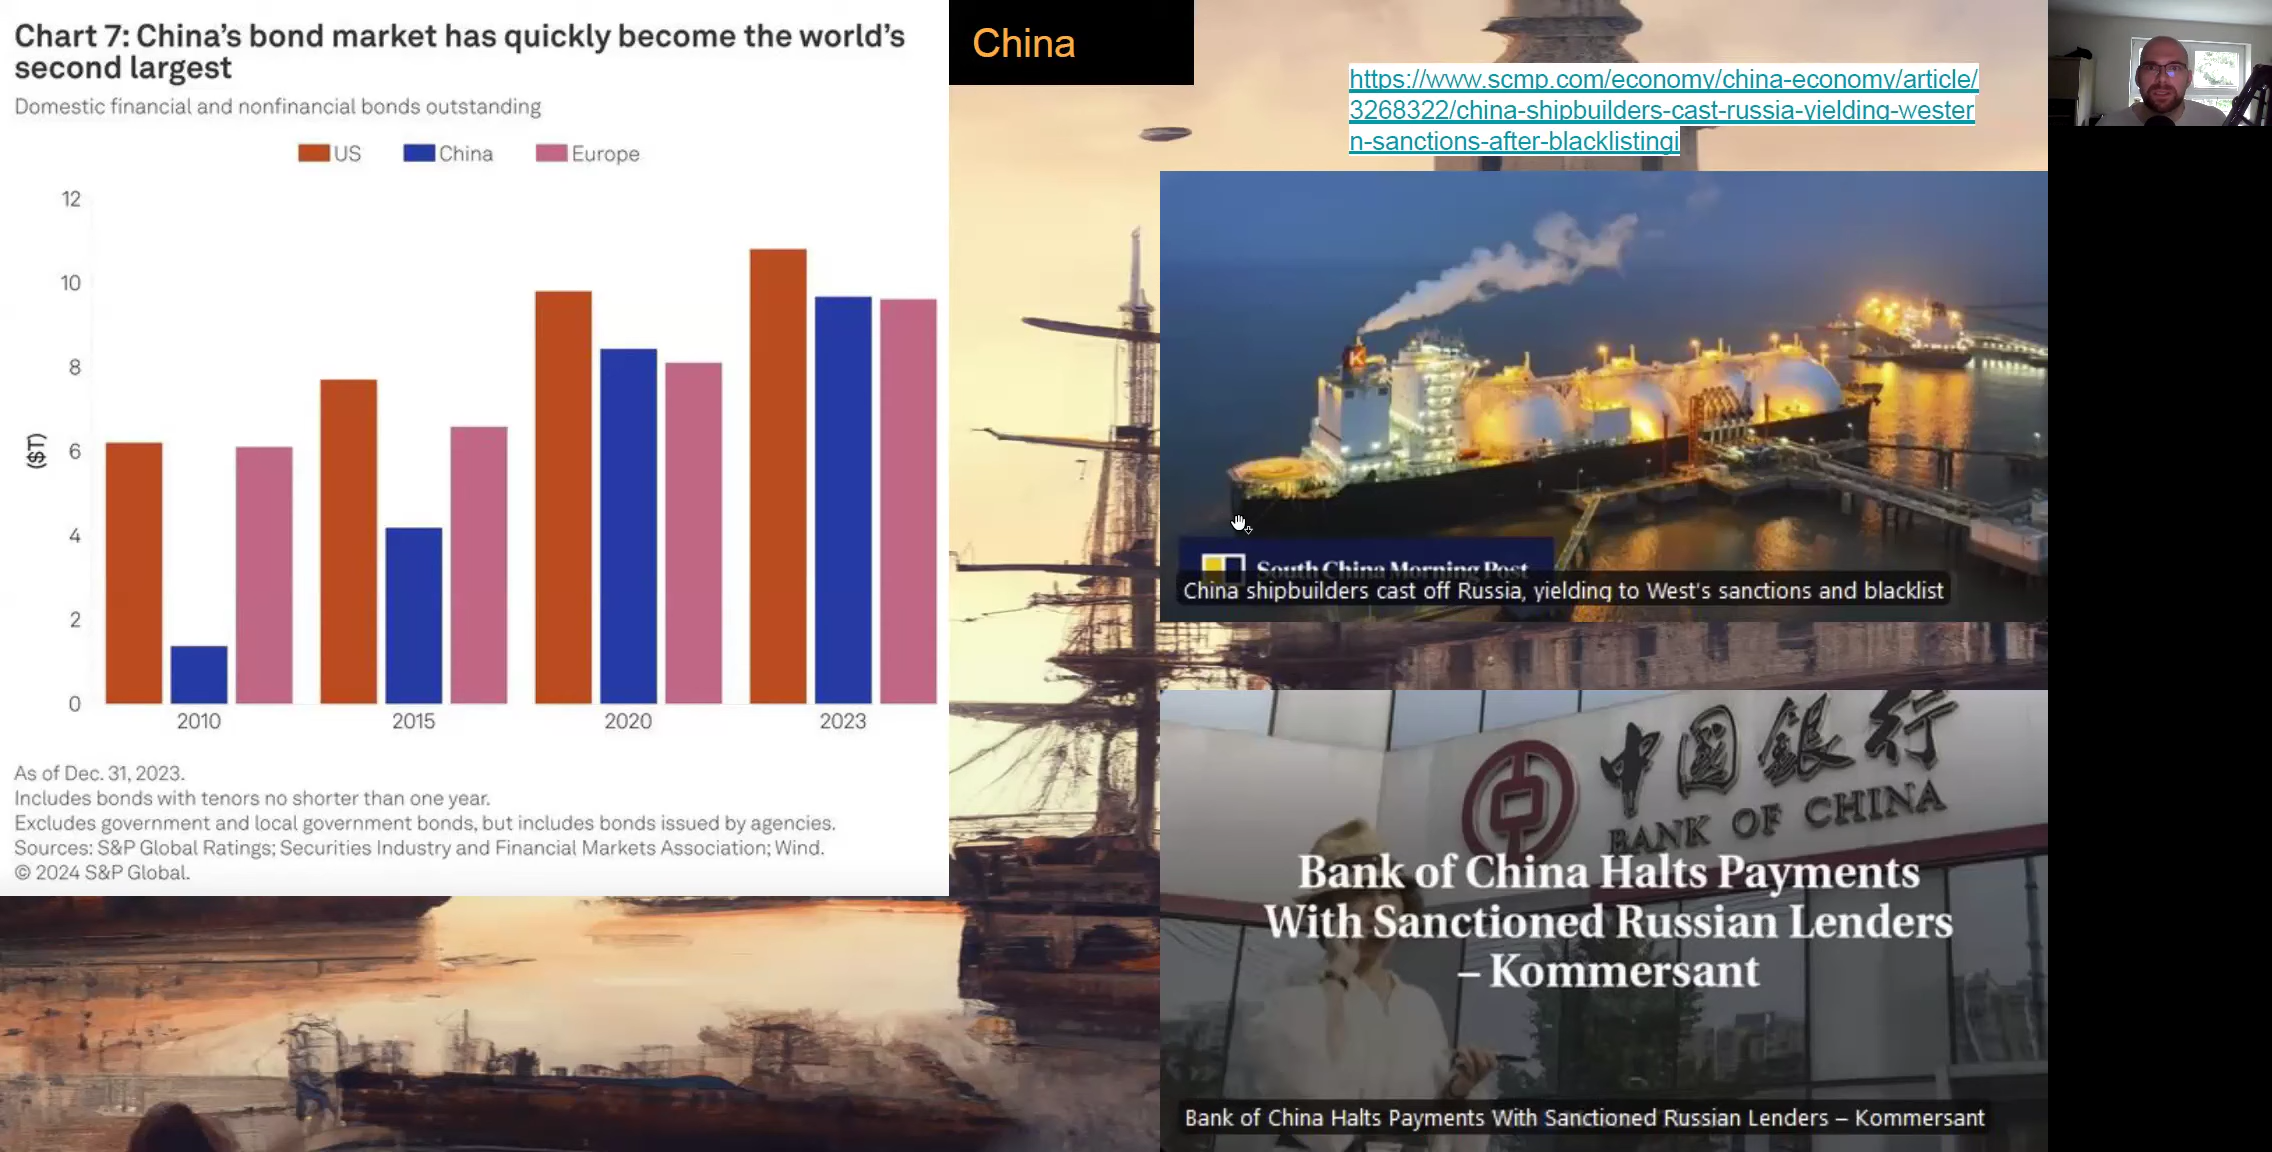 Chart 7: China's bond market has quickly become the world's
second largest
Domestic financial and nonfinancial bonds outstanding
US
China
Europe
12
10
8
6
4
2
0
($T)
2010
2015
2020
2023
As of Dec. 31, 2023.
Includes bonds with tenors no shorter than one year.
Excludes government and local government bonds, but includes bonds issued by agencies.
Sources: S&P Global Ratings; Securities Industry and Financial Markets Association; Wind.
© 2024 S&P Global.
China
https://www.scmp.com/economy/china-economy/article/
3268322/china-shipbuilders-cast-russia-yielding-wester
n-sanctions-after-blacklistingi
K
South China Morning Post
China shipbuilders cast off Russia, yielding to West's sanctions and blacklist
中國銀行
BANK OF CHINA
Bank of China Halts Payments
With Sanctioned Russian Lenders
– Kommersant
Bank of China Halts Payments With Sanctioned Russian Lenders – Kommersant